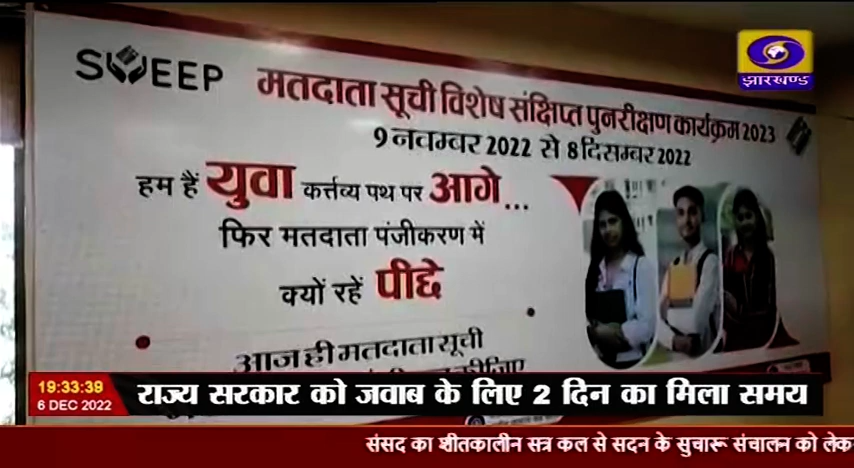 SWEEP
झारखण्ड
मतदाता सूची विशेष संक्षिप्त पुनरीक्षण कार्यक्रम 2023
9 नवम्बर 2022 से 8 दिसम्बर 2022
हम हैं युवा कर्त्तव्य पथ पर आगे...
फिर मतदाता पंजीकरण में
क्यों रहें पीछे
आज ही मतदाता सूची
19:33:39
6 DEC 2022
राज्य सरकार को जवाब के लिए 2 दिन का मिला समय
संसद का शीतकालीन सत्र कल से सदन के सुचारू संचालन को लेक